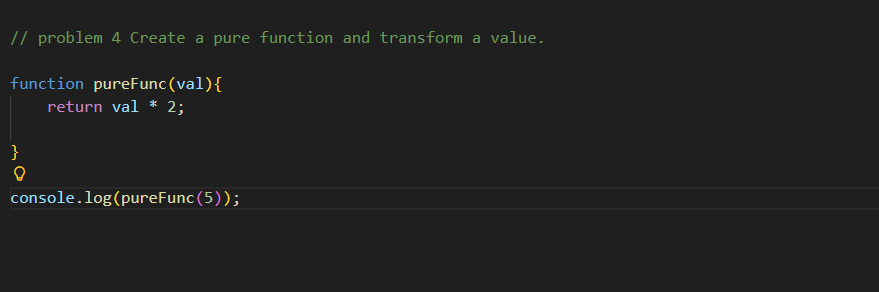 // problem 4 Create a pure function and transform a value.
function pureFunc(val){
    return val * 2;
}
console.log(pureFunc(5));